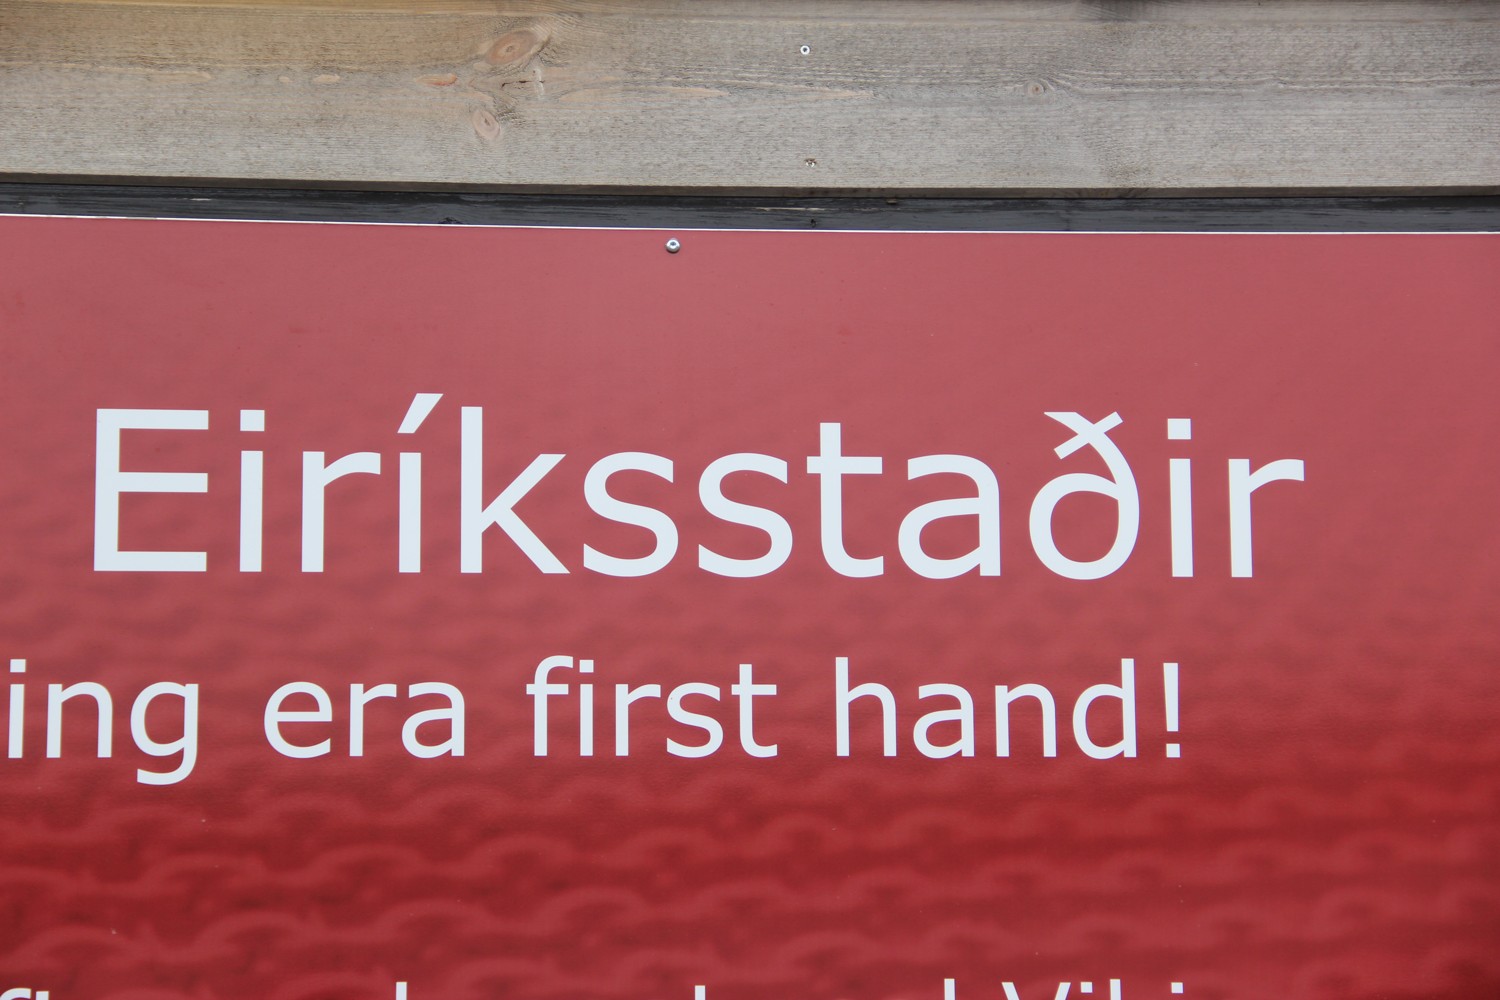 Eiríksstaðir
ing era first hand!